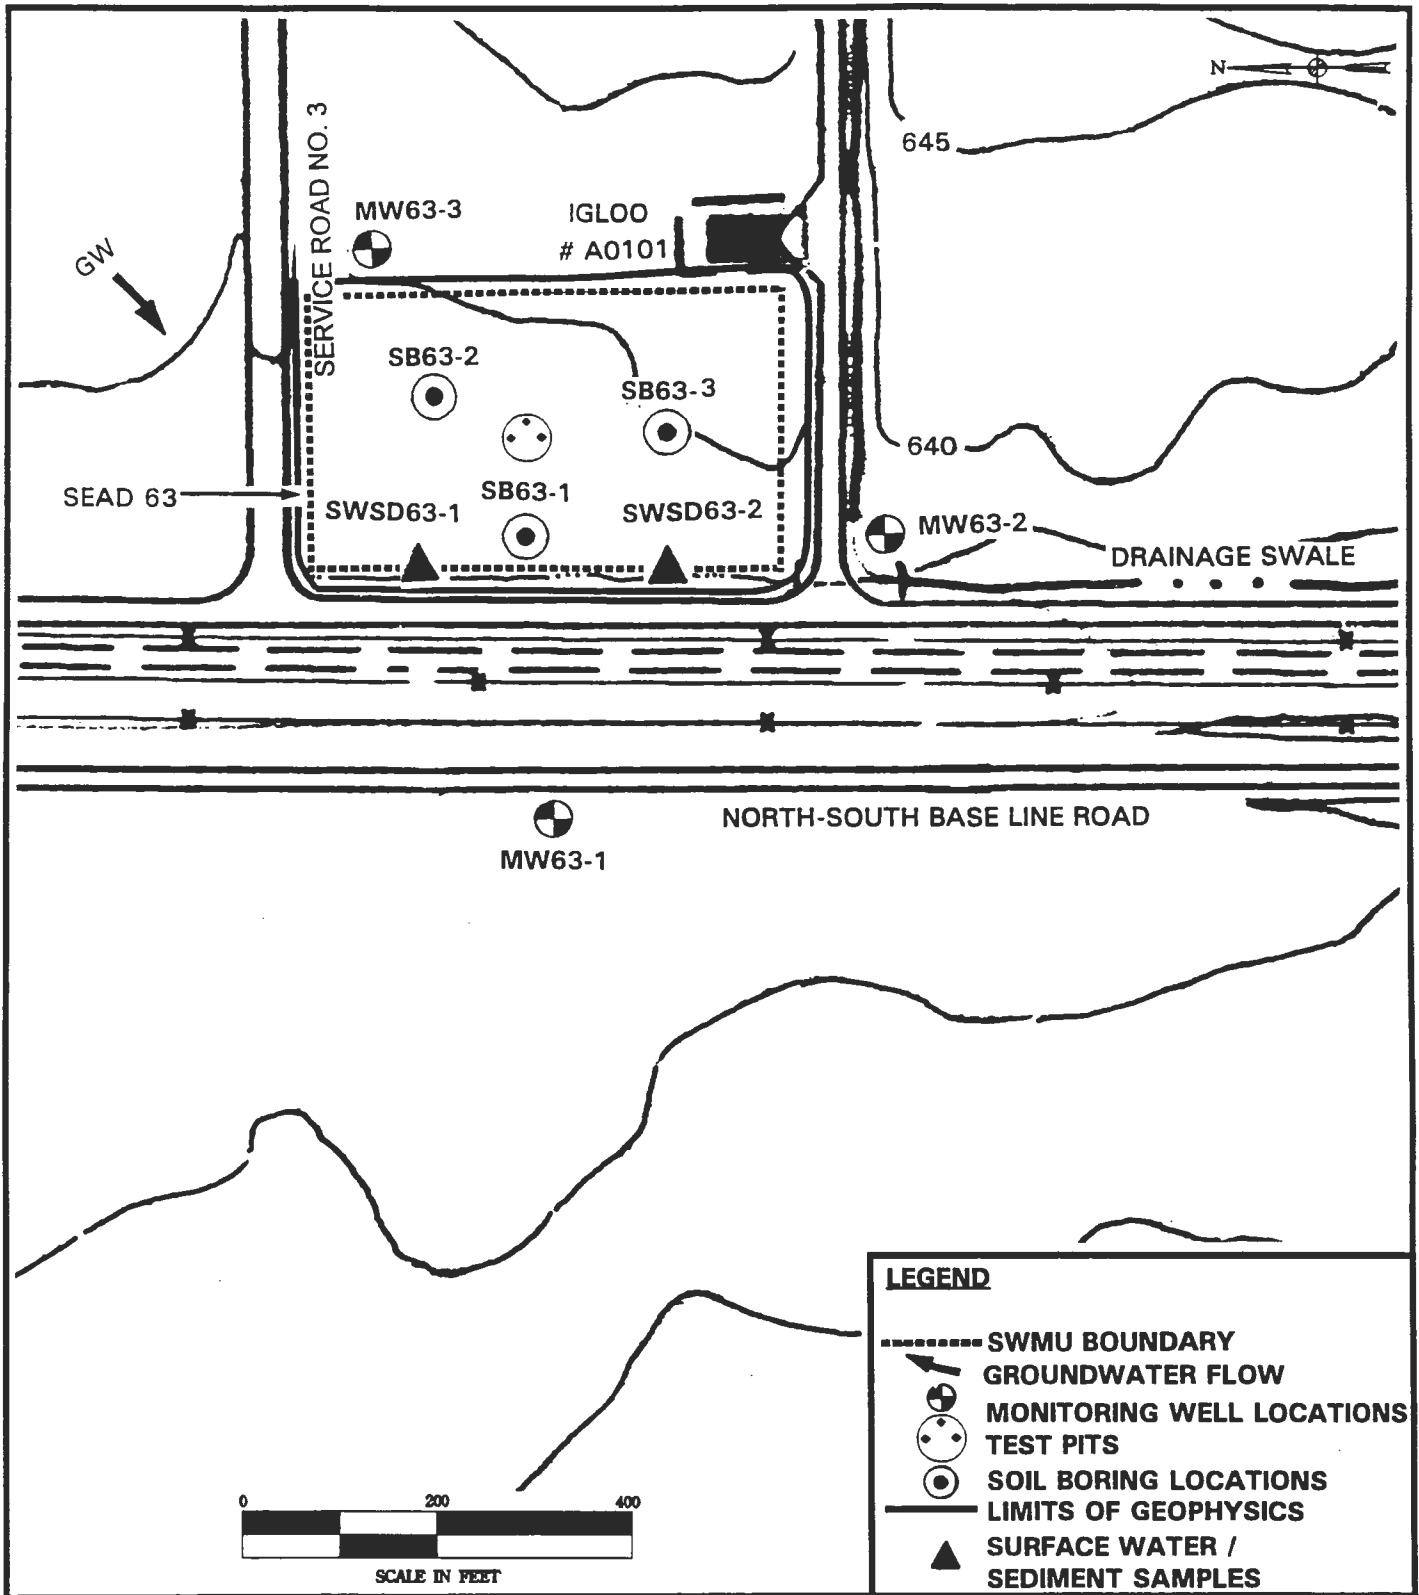 N
645
SERVICE ROAD NO. 3
MW63-3
IGLOO
# A0101
GW
SB63-2
SB63-3
640
SEAD 63
SB63-1
SWSD63-1
SWSD63-2
MW63-2
DRAINAGE SWALE
NORTH-SOUTH BASE LINE ROAD
MW63-1
LEGEND
SWMU BOUNDARY
GROUNDWATER FLOW
MONITORING WELL LOCATIONS
TEST PITS
SOIL BORING LOCATIONS
LIMITS OF GEOPHYSICS
SURFACE WATER /
SEDIMENT SAMPLES
0 200 400
SCALE IN FEET